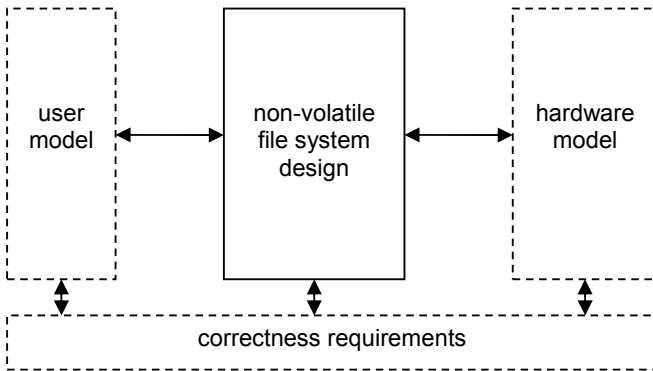 user
model
non-volatile
file system
design
hardware
model
correctness requirements